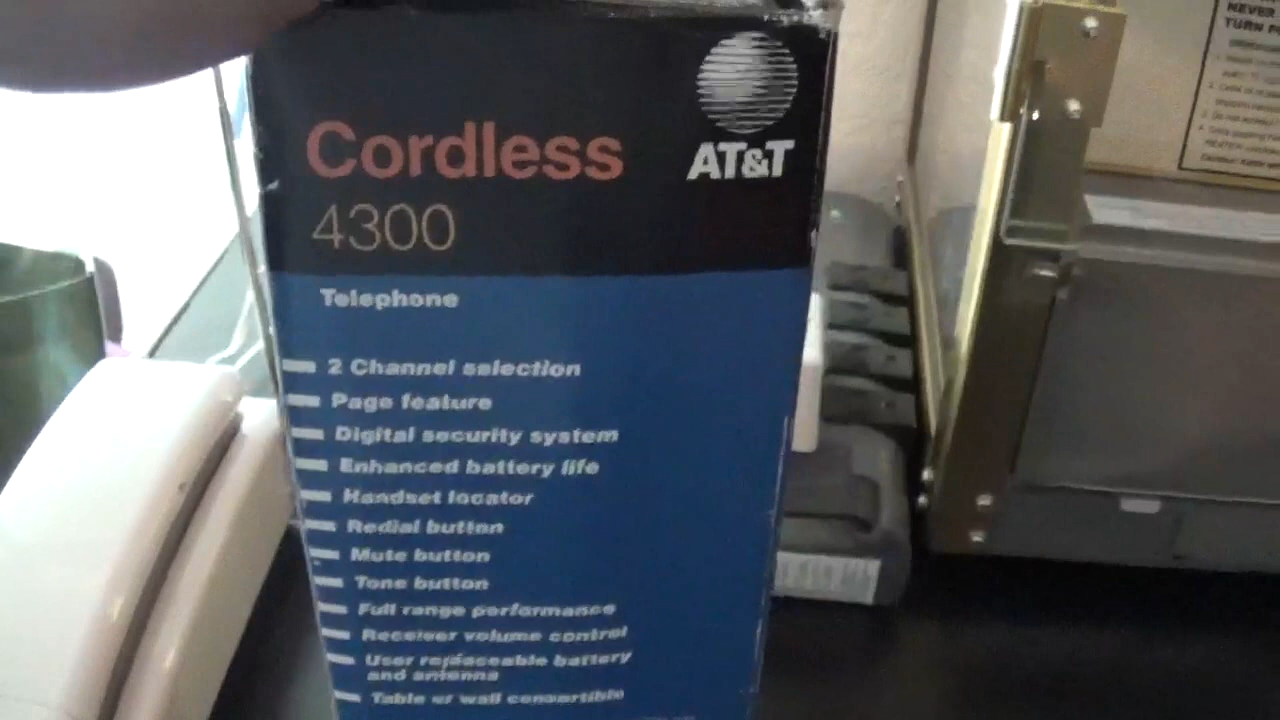 AT&T
Cordless
4300
Telephone
2 Channel selection
Page feature
Digital security system
Enhanced battery life
Handset locator
Redial button
Mute button
Tone button
Full range performance
Receiver volume control
User replaceable battery
and antenna
Table or wall convertible
NEVER
TURN